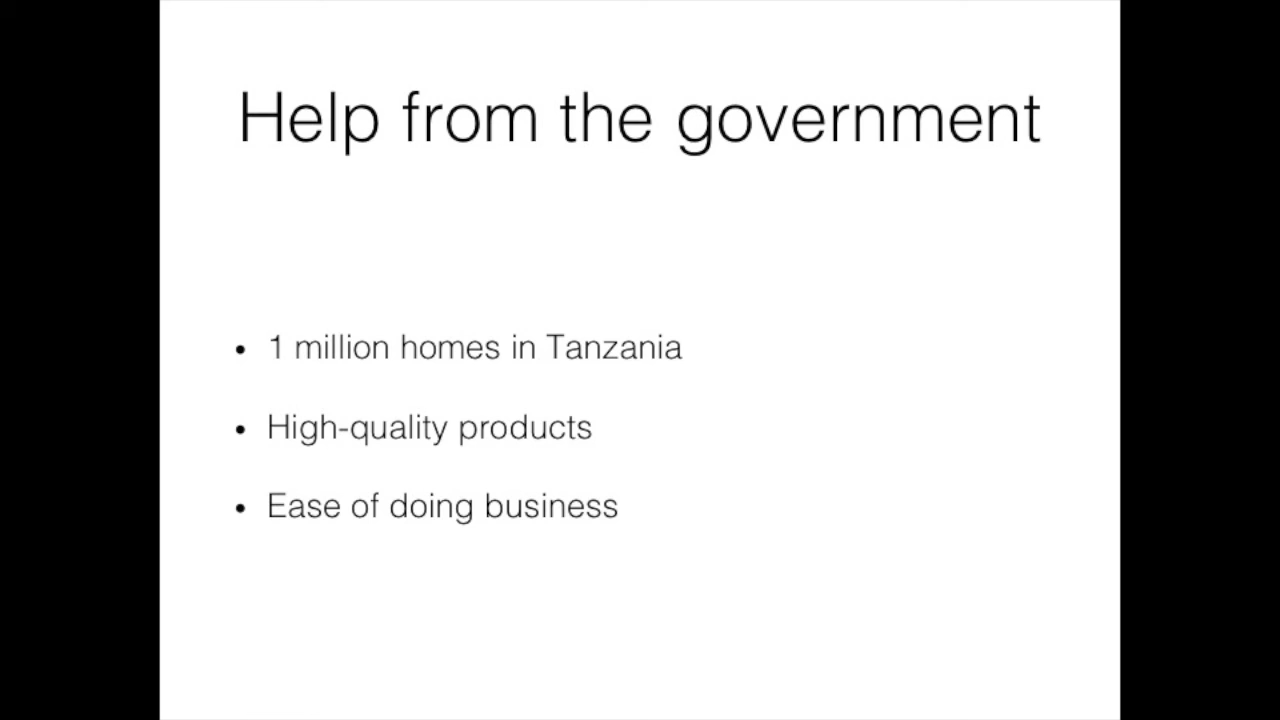 Help from the government
• 1 million homes in Tanzania
• High-quality products
• Ease of doing business